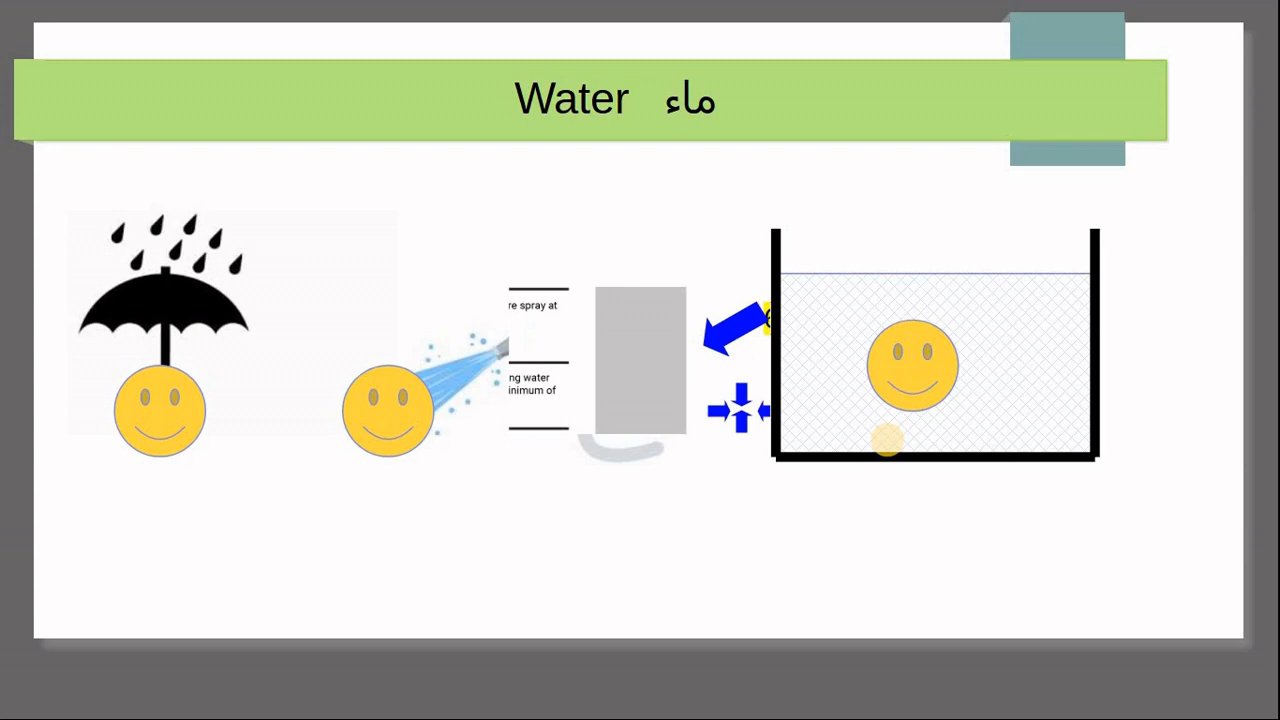 Water ماء
re spray at
ng water
inimum of